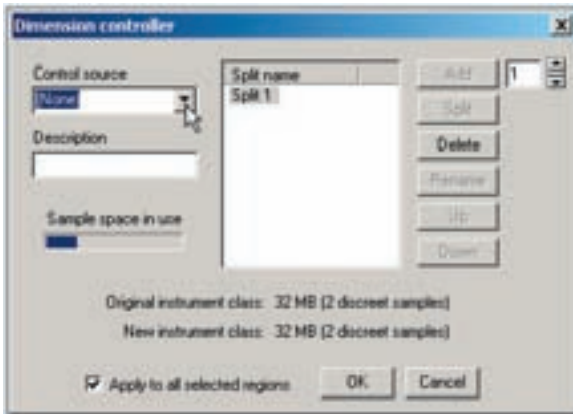 Dimension controller
Control source
[None]
Description
Sample space in use
Split name
Split 1
Add
1
Split
Delete
Rename
Up
Down
Original instrument class: 32 MB (2 discreet samples)
New instrument class: 32 MB (2 discreet samples)
Apply to all selected regions
OK
Cancel